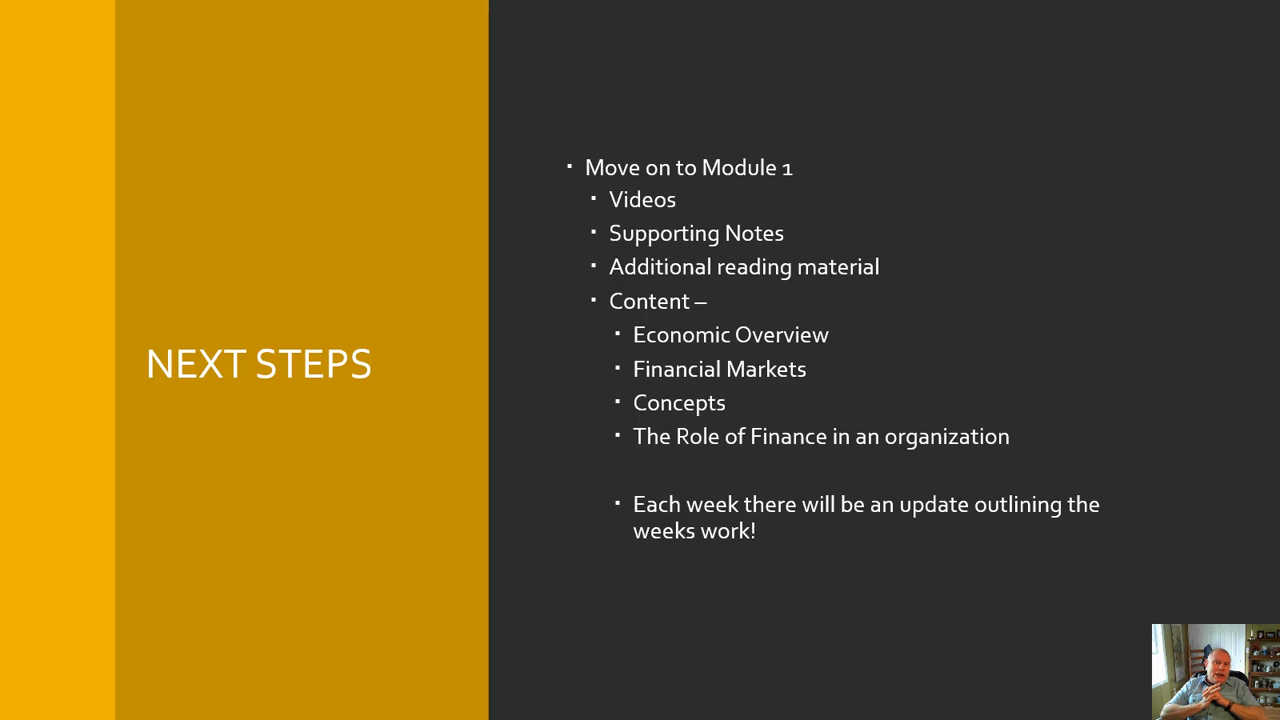 NEXT STEPS
▪ Move on to Module 1
▪ Videos
▪ Supporting Notes
▪ Additional reading material
▪ Content –
▪ Economic Overview
▪ Financial Markets
▪ Concepts
▪ The Role of Finance in an organization
▪ Each week there will be an update outlining the
weeks work!